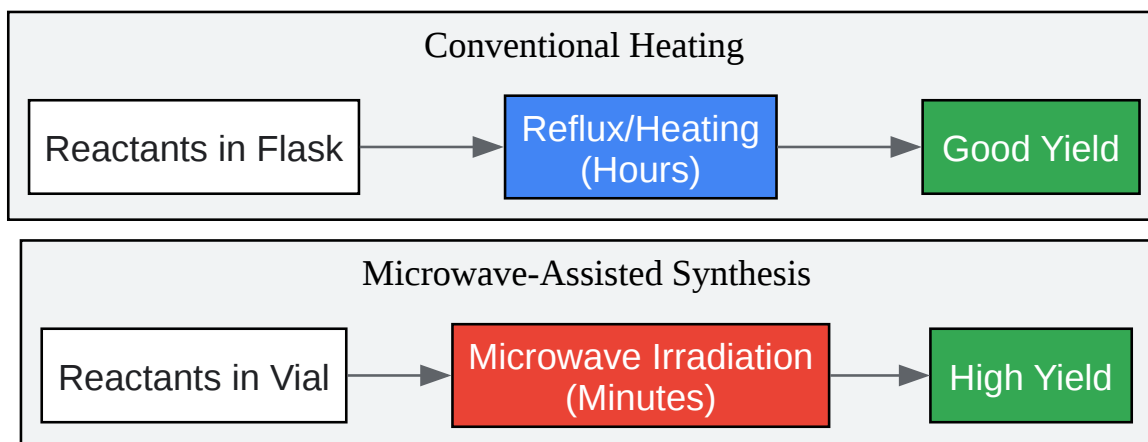 Conventional Heating
Reactants in Flask
Reflux/Heating
(Hours)
Good Yield
Microwave-Assisted Synthesis
Reactants in Vial
Microwave Irradiation
(Minutes)
High Yield